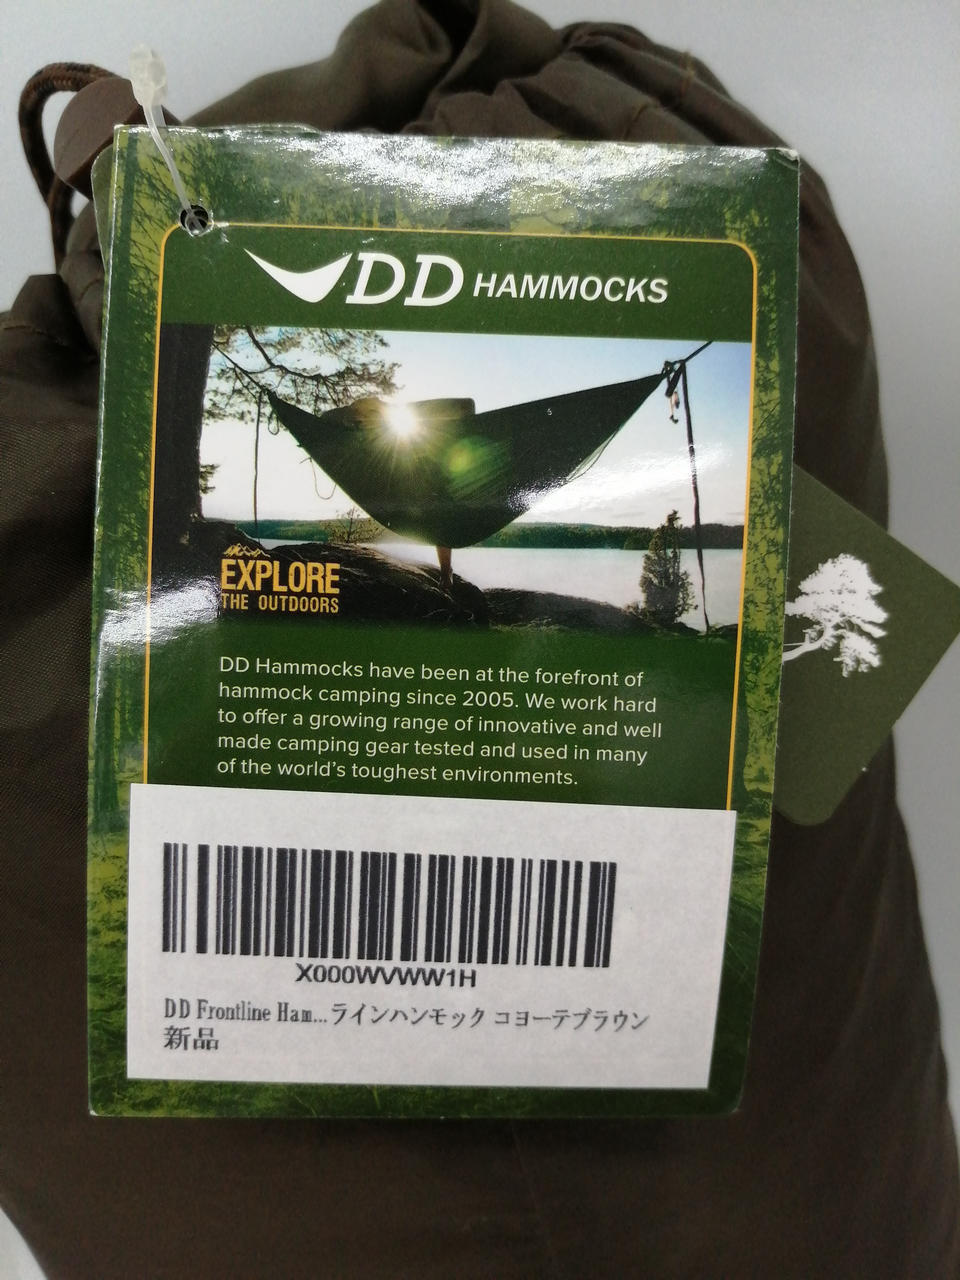 DD HAMMOCKS
EXPLORE
THE OUTDOORS
DD Hammocks have been at the forefront of
hammock camping since 2005. We work hard
to offer a growing range of innovative and well
made camping gear tested and used in many
of the world's toughest environments.
X000WVWW1H
DD Frontline Ham...ラインハンモック コヨーテブラウン
新品